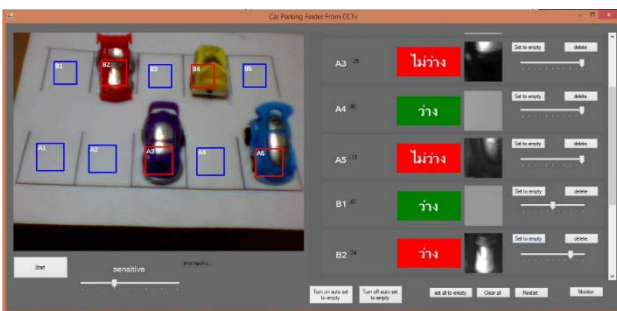 Car Parking Finder From CCTv
B1
B2
B3
B4
B5
A1
A2
A3
A4
A5
Start
sensitive
A3
ไม่ว่าง
Set to empty
delete
A4
ว่าง
Set to empty
delete
A5
ไม่ว่าง
Set to empty
delete
B1
ว่าง
Set to empty
delete
B2
ว่าง
Set to empty
delete
Turn on auto set to empty
Turn off auto set to empty
set all to empty
Clear all
Restart
Monitor